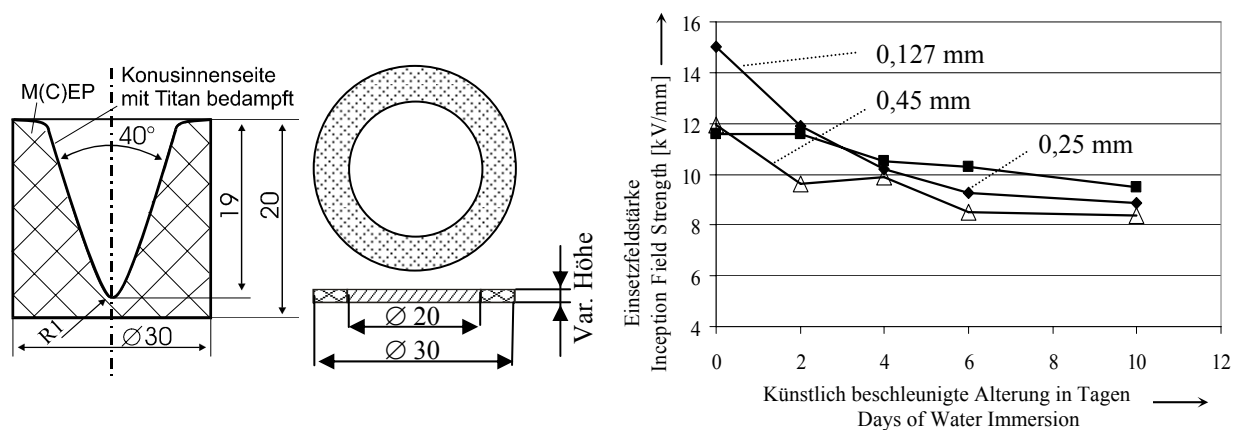 M(C)EP
Konusinnenseite
mit Titan bedampft
40°
19
20
R1
∅30
∅ 20
∅ 30
Var. Höhe
Einsetzfeldstärke
Inception Field Strength [kV/mm]
16
14
12
10
8
6
4
0
2
4
6
8
10
12
0,127 mm
0,45 mm
0,25 mm
Künstlich beschleunigte Alterung in Tagen
Days of Water Immersion